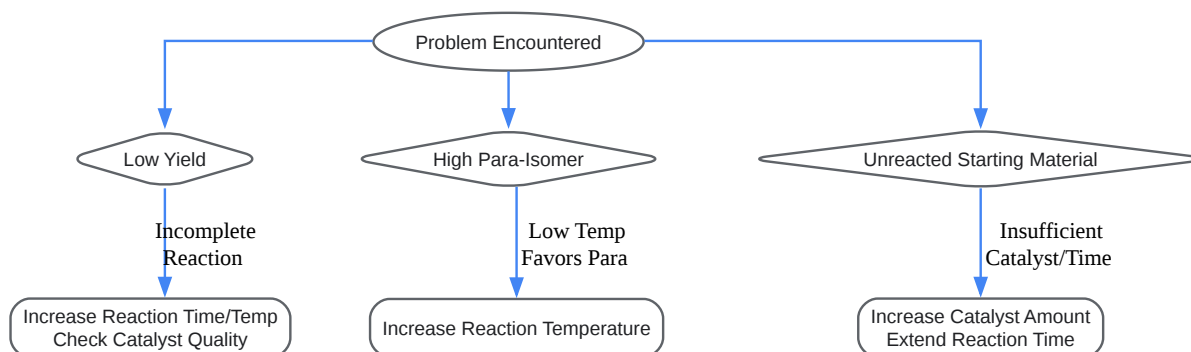 Problem Encountered
Low Yield
High Para-Isomer
Unreacted Starting Material
Incomplete
Reaction
Low Temp
Favors Para
Insufficient
Catalyst/Time
Increase Reaction Time/Temp
Check Catalyst Quality
Increase Reaction Temperature
Increase Catalyst Amount
Extend Reaction Time